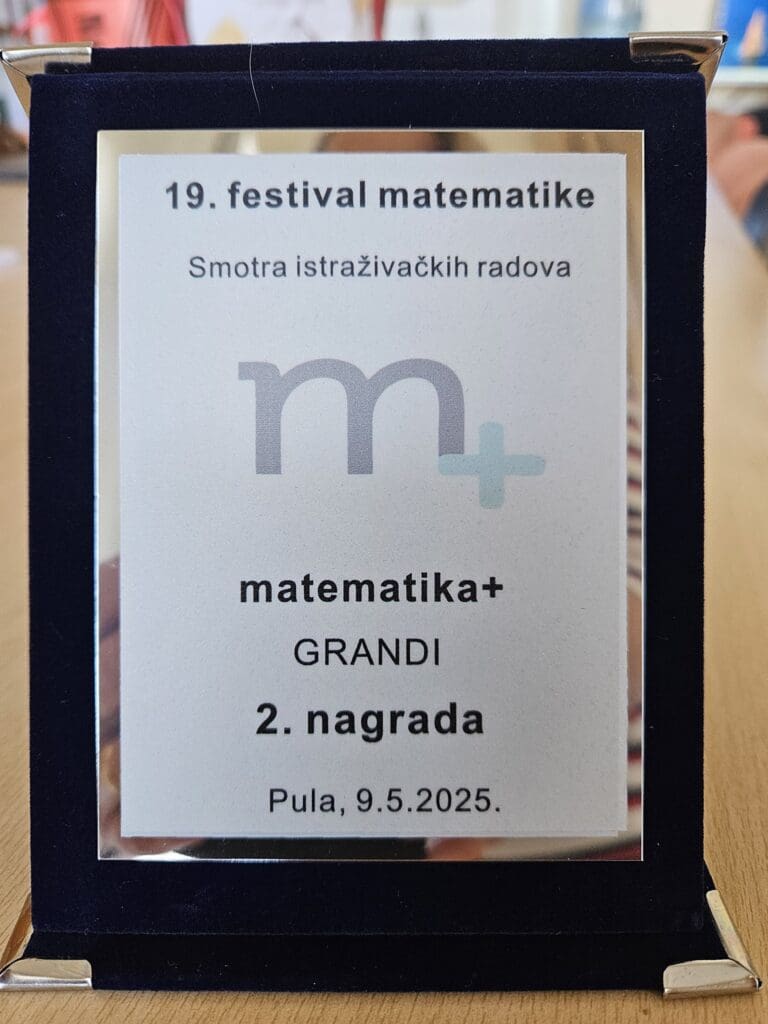 19. festival matematike
Smotra istraživačkih radova
m+
matematika+
GRANDI
2. nagrada
Pula, 9.5.2025.